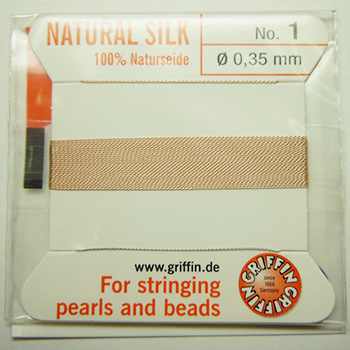 NATURAL SILK
100% Naturseide
No. 1
Ø 0,35 mm
www.griffin.de
For stringing
pearls and beads
GRIFFIN GRIFFIN
since
1866
Germany